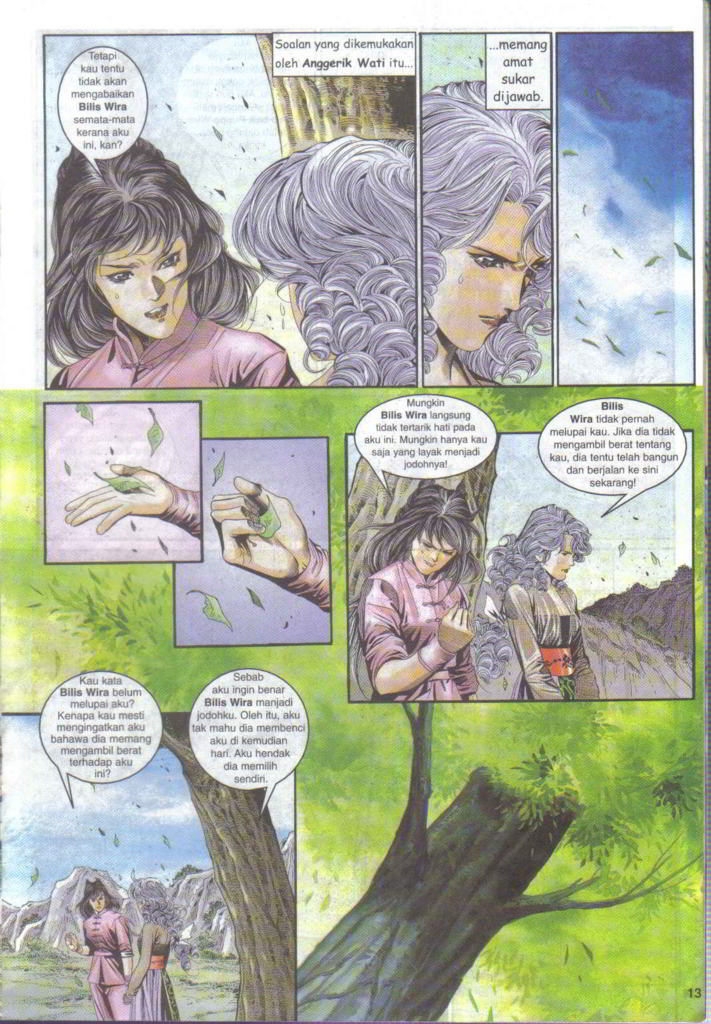 Tetapi
kau tentu
tidak akan
mengabaikan
Bilis Wira
semata-mata
kerana aku
ini, kan?
Soalan yang dikemukakan
oleh Anggerik Wati itu...
...memang
amat
sukar
dijawab.
Mungkin
Bilis Wira langsung
tidak tertarik hati pada
aku ini. Mungkin hanya kau
saja yang layak menjadi
jodohnya!
Bilis
Wira tidak pernah
melupai kau. Jika dia tidak
mengambil berat tentang
kau, dia tentu telah bangun
dan berjalan ke sini
sekarang!
Kau kata
Bilis Wira belum
melupai aku?
Kenapa kau mesti
mengingatkan aku
bahawa dia memang
mengambil berat
terhadap aku
ini?
Sebab
aku ingin benar
Bilis Wira manjadi
jodohku. Oleh itu, aku
tak mahu dia membenci
aku di kemudian
hari. Aku hendak
dia memilih
sendiri.
13